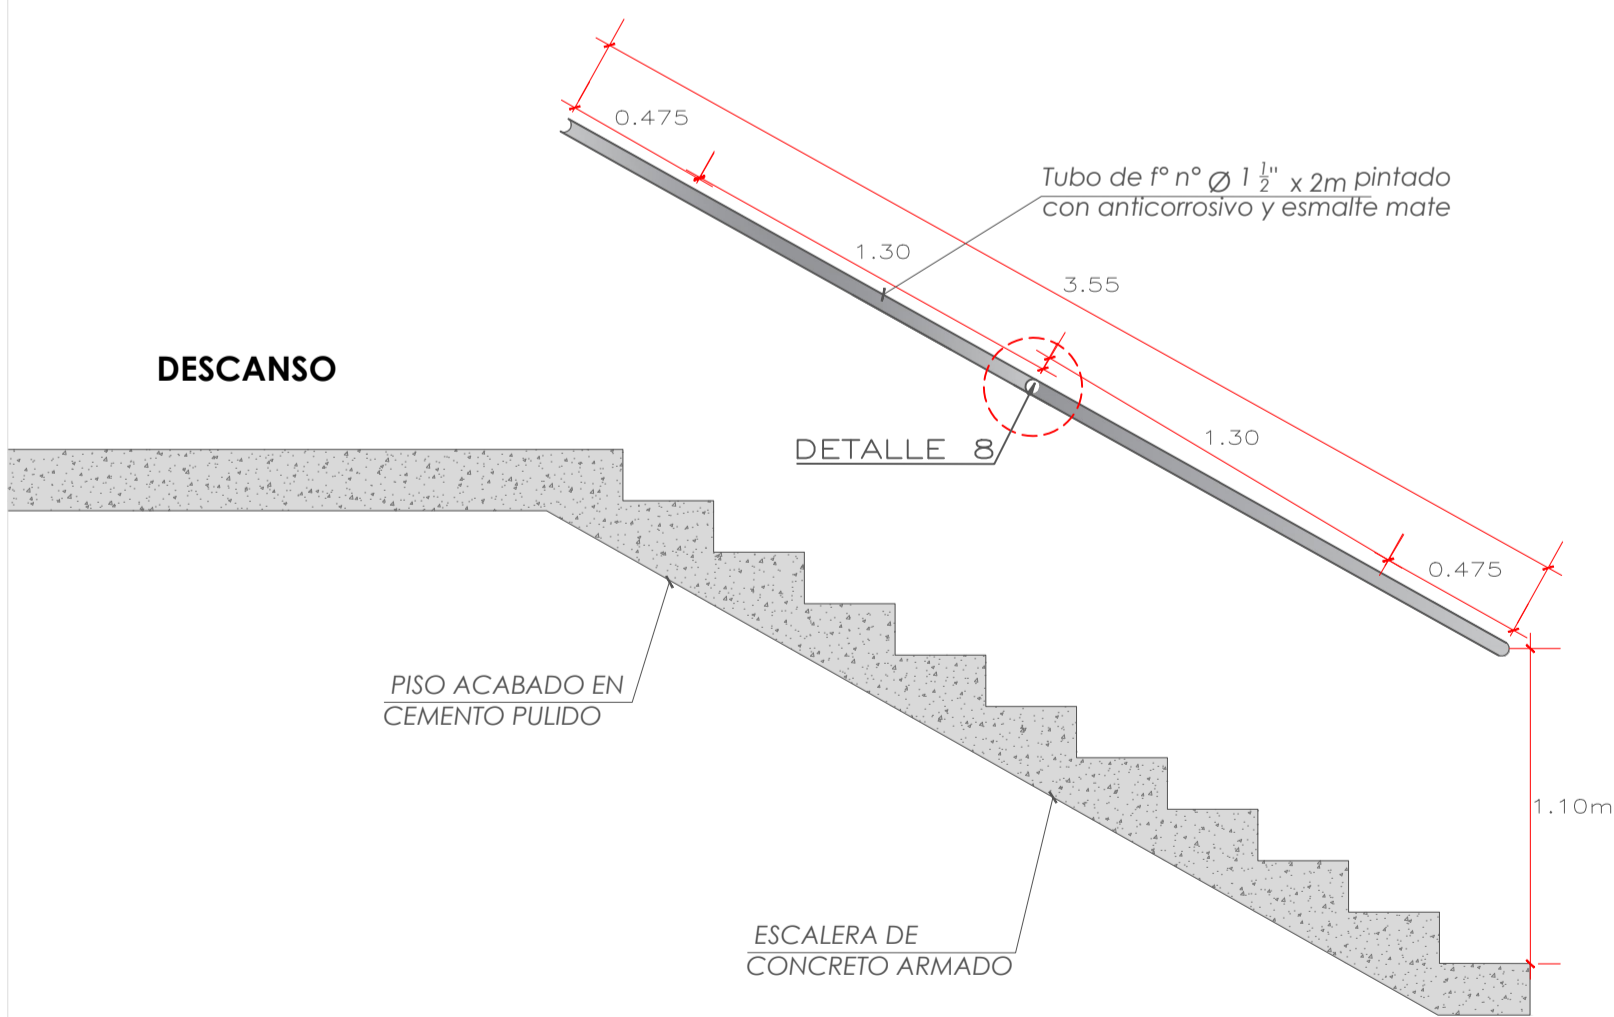 0.475
Tubo de f° n° Ø 1 1/2" x 2m pintado
con anticorrosivo y esmalte mate
1.30
3.55
DESCANSO
DETALLE 8
1.30
0.475
PISO ACABADO EN
CEMENTO PULIDO
1.10m
ESCALERA DE
CONCRETO ARMADO